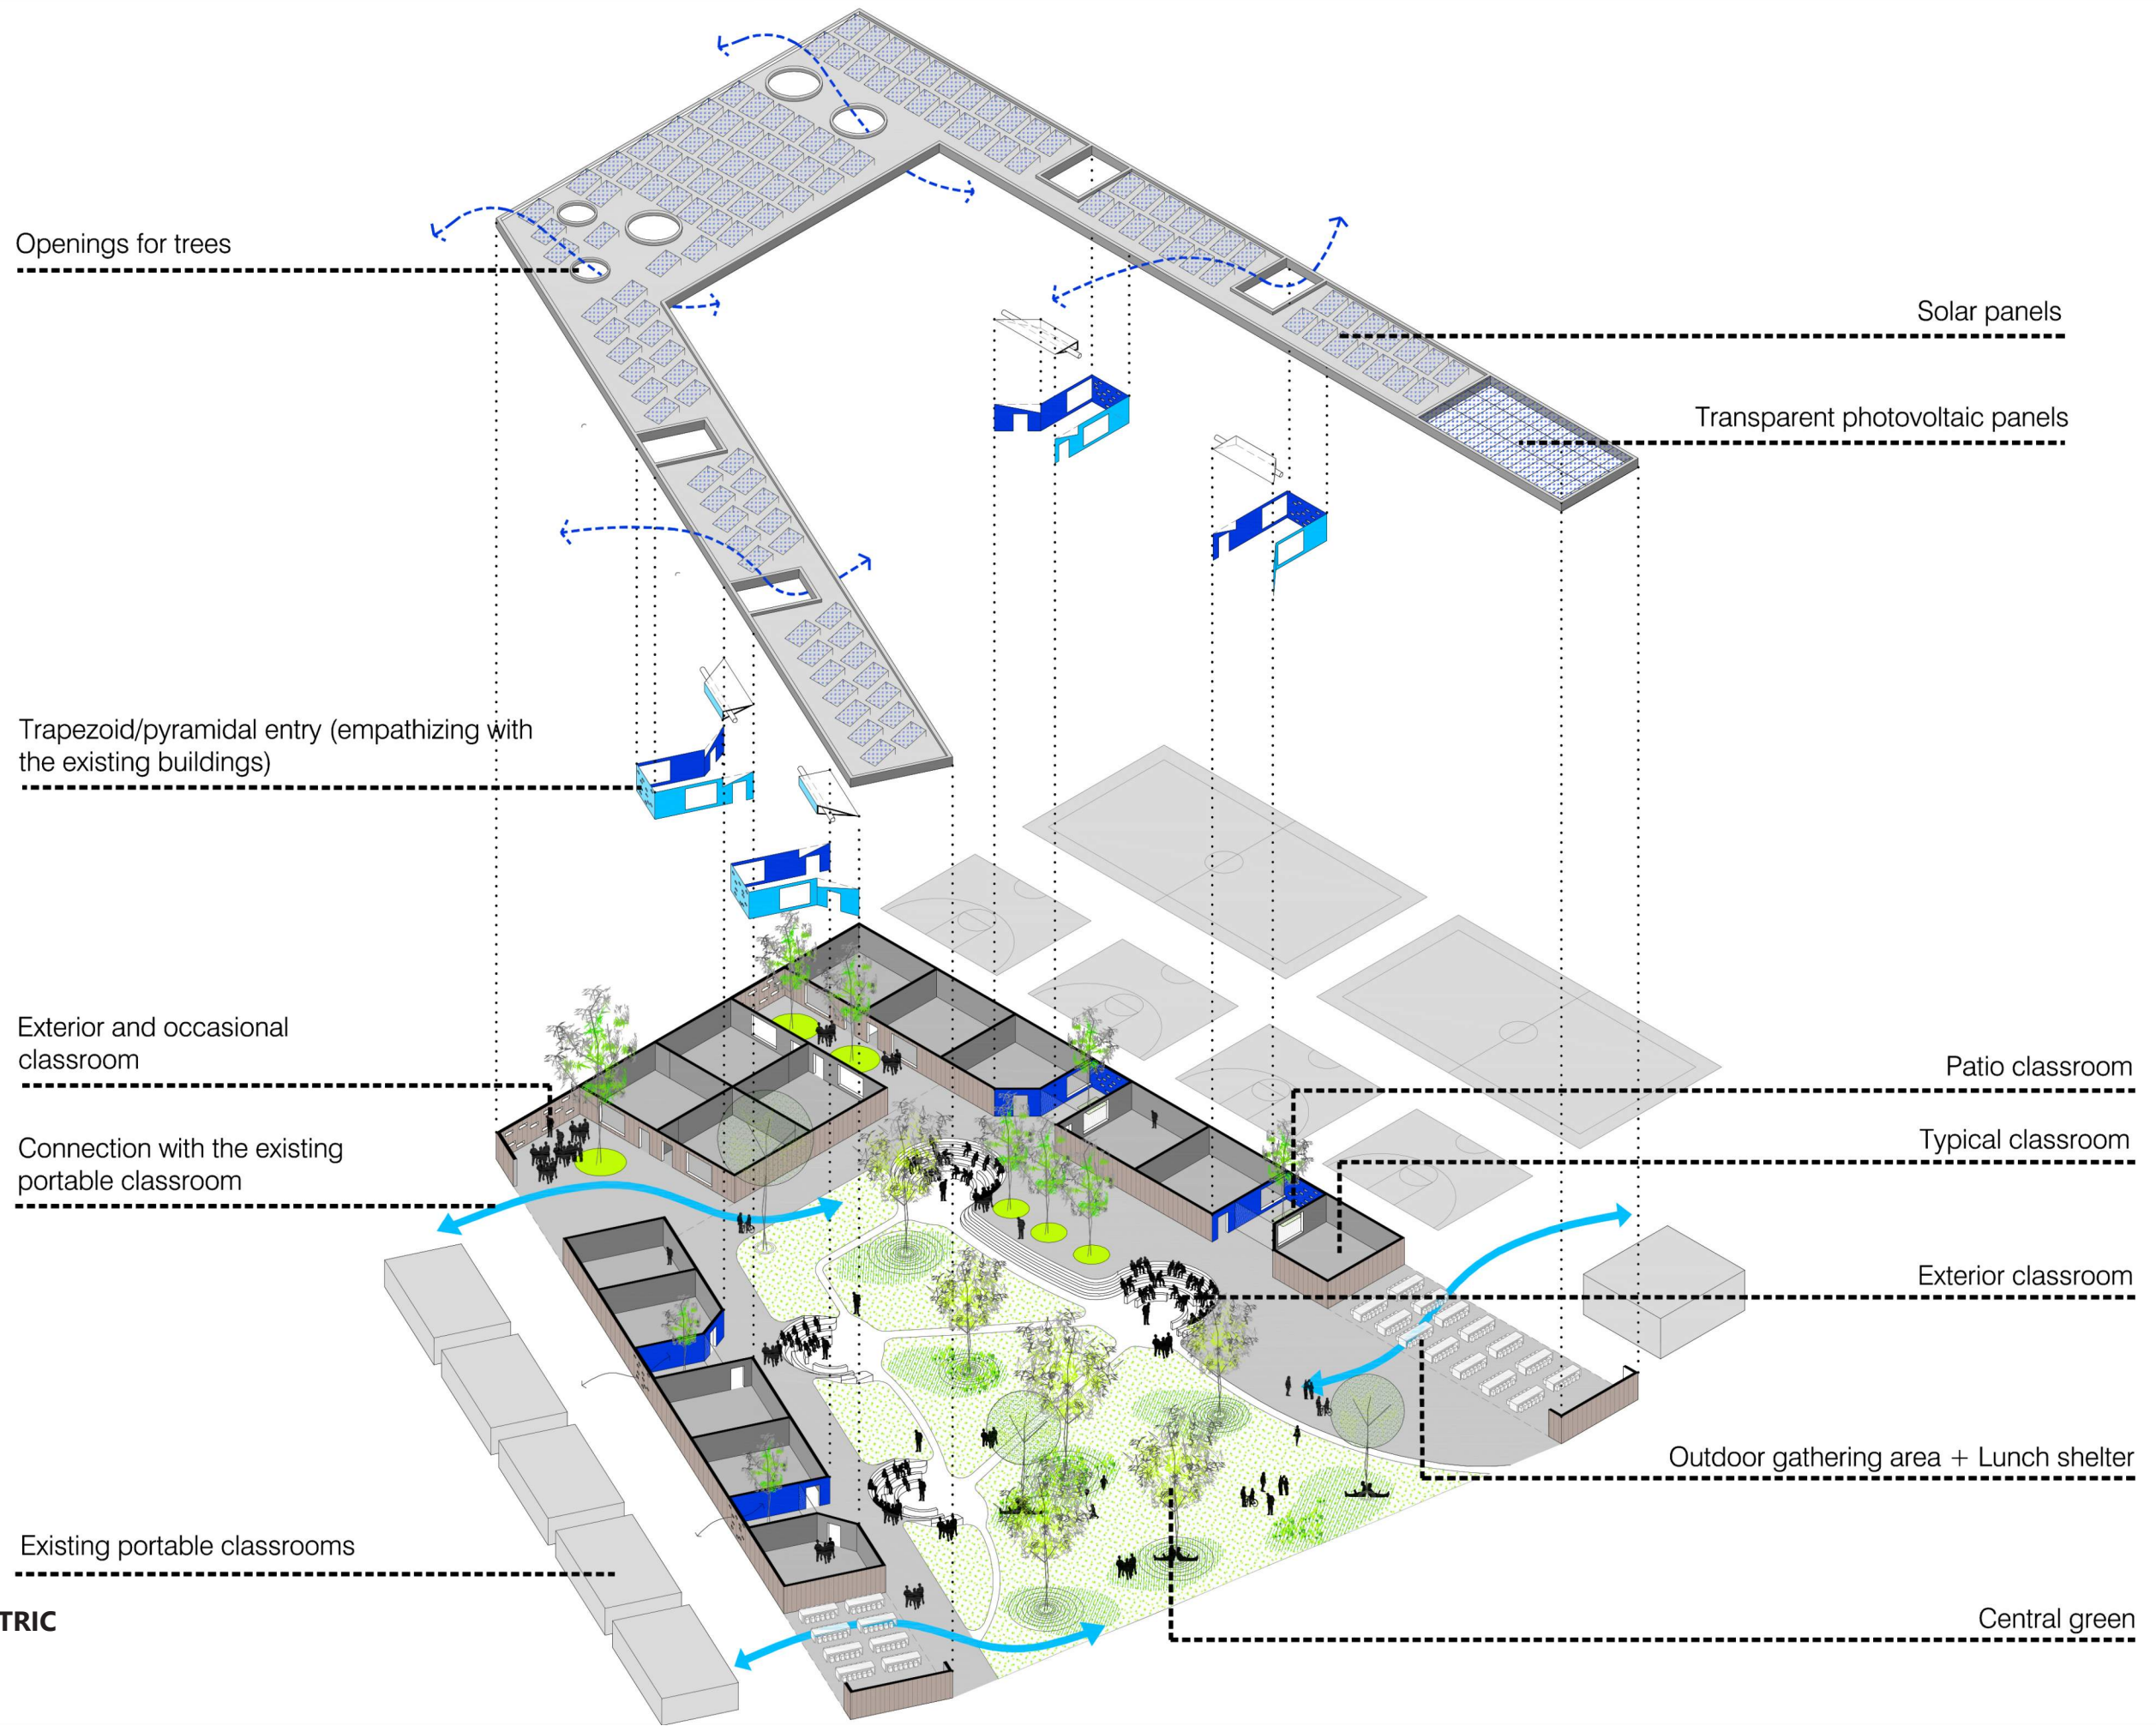 Openings for trees
Solar panels
Transparent photovoltaic panels
Trapezoid/pyramidal entry (empathizing with
the existing buildings)
Exterior and occasional
classroom
Patio classroom
Connection with the existing
portable classroom
Typical classroom
Exterior classroom
Outdoor gathering area + Lunch shelter
Existing portable classrooms
TRIC
Central green